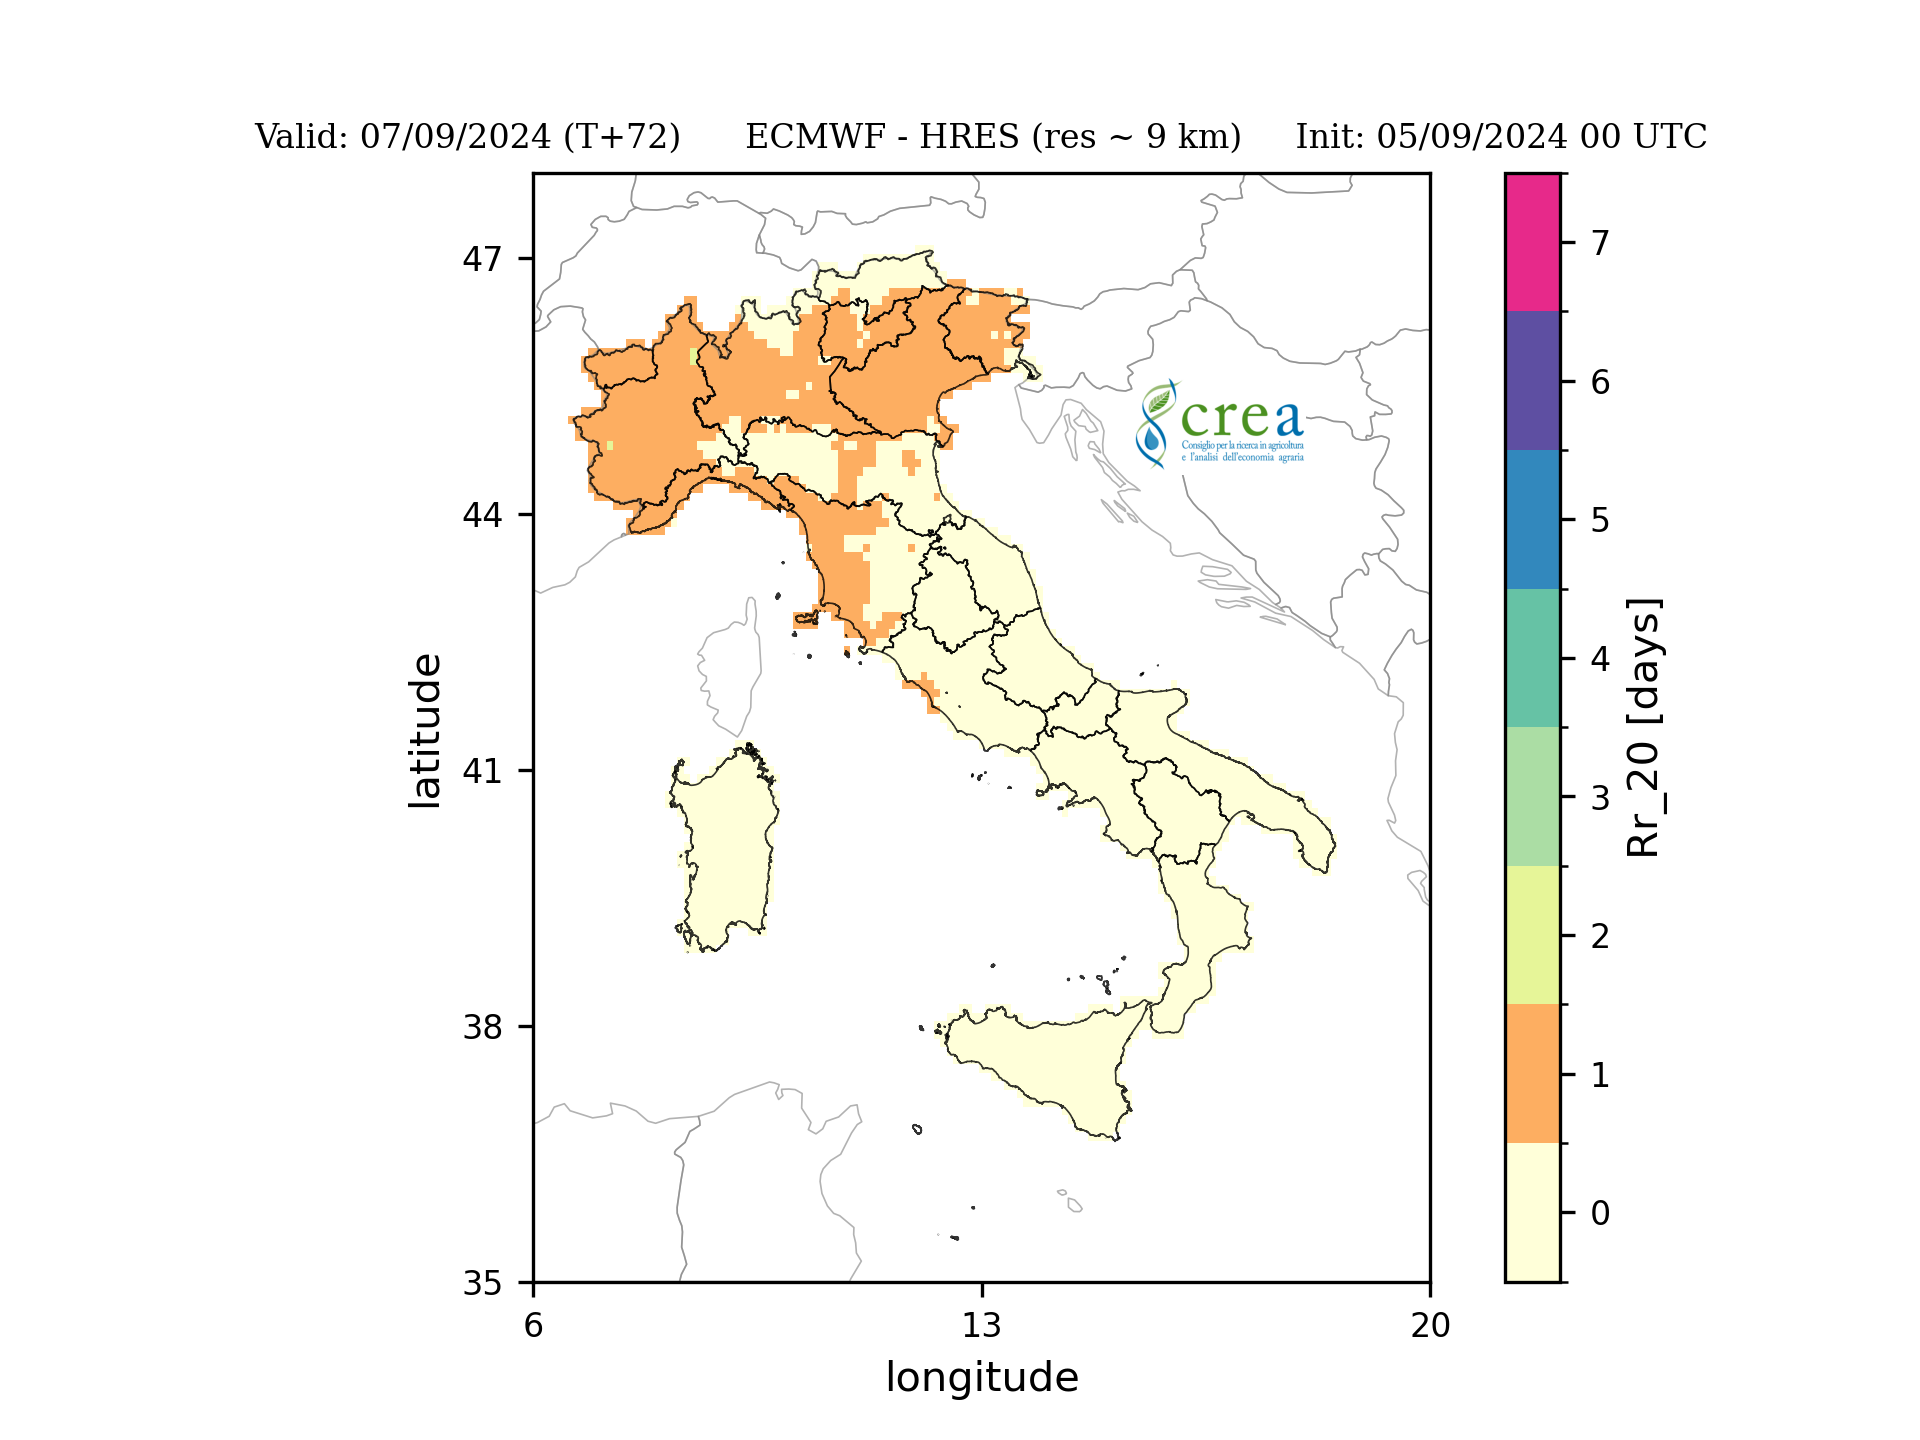 Valid: 07/09/2024 (T+72) ECMWF - HRES (res ~ 9 km) Init: 05/09/2024 00 UTC
47
44
41
38
35
6
13
20
longitude
latitude
crea
Consiglio per la ricerca in agricoltura
e l'analisi dell'economia agraria
7
6
5
4
3
2
1
0
Rr_20 [days]